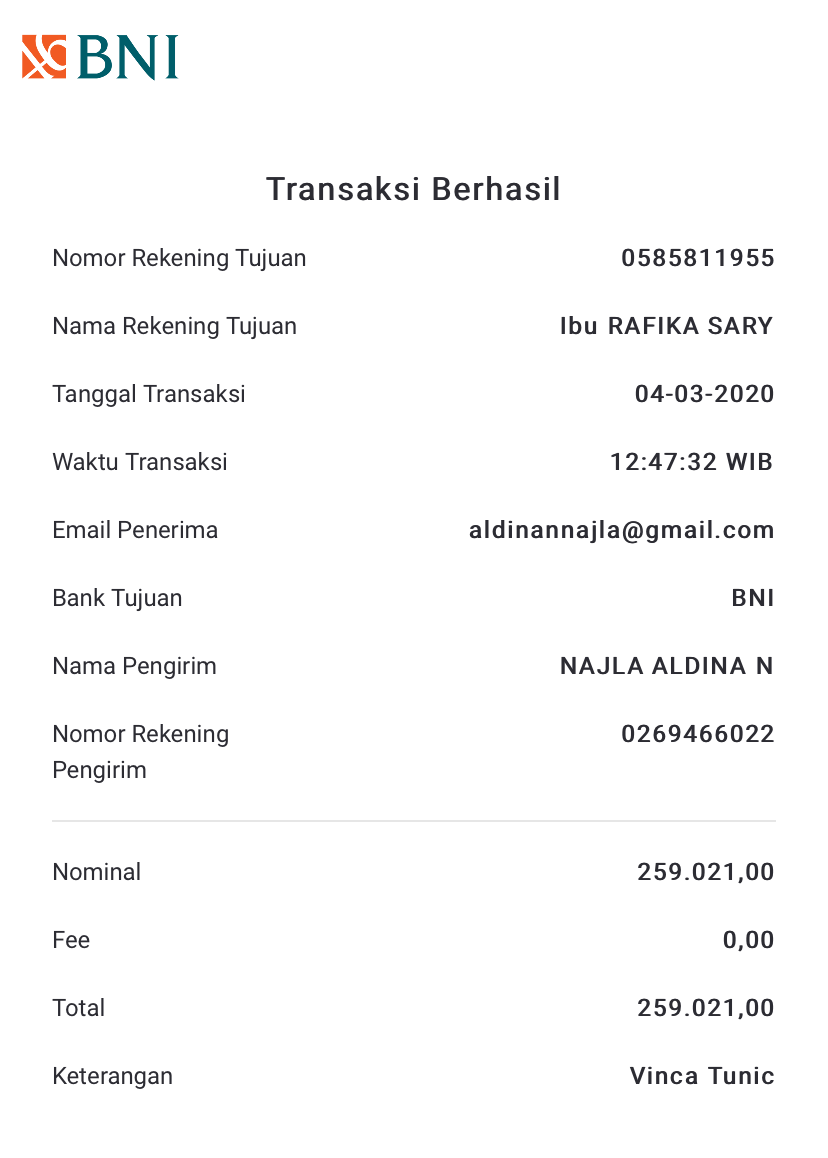 BNI
Transaksi Berhasil
Nomor Rekening Tujuan 0585811955
Nama Rekening Tujuan Ibu RAFIKA SARY
Tanggal Transaksi 04-03-2020
Waktu Transaksi 12:47:32 WIB
Email Penerima aldinannajla@gmail.com
Bank Tujuan BNI
Nama Pengirim NAJLA ALDINA N
Nomor Rekening 0269466022
Pengirim
Nominal 259.021,00
Fee 0,00
Total 259.021,00
Keterangan Vinca Tunic